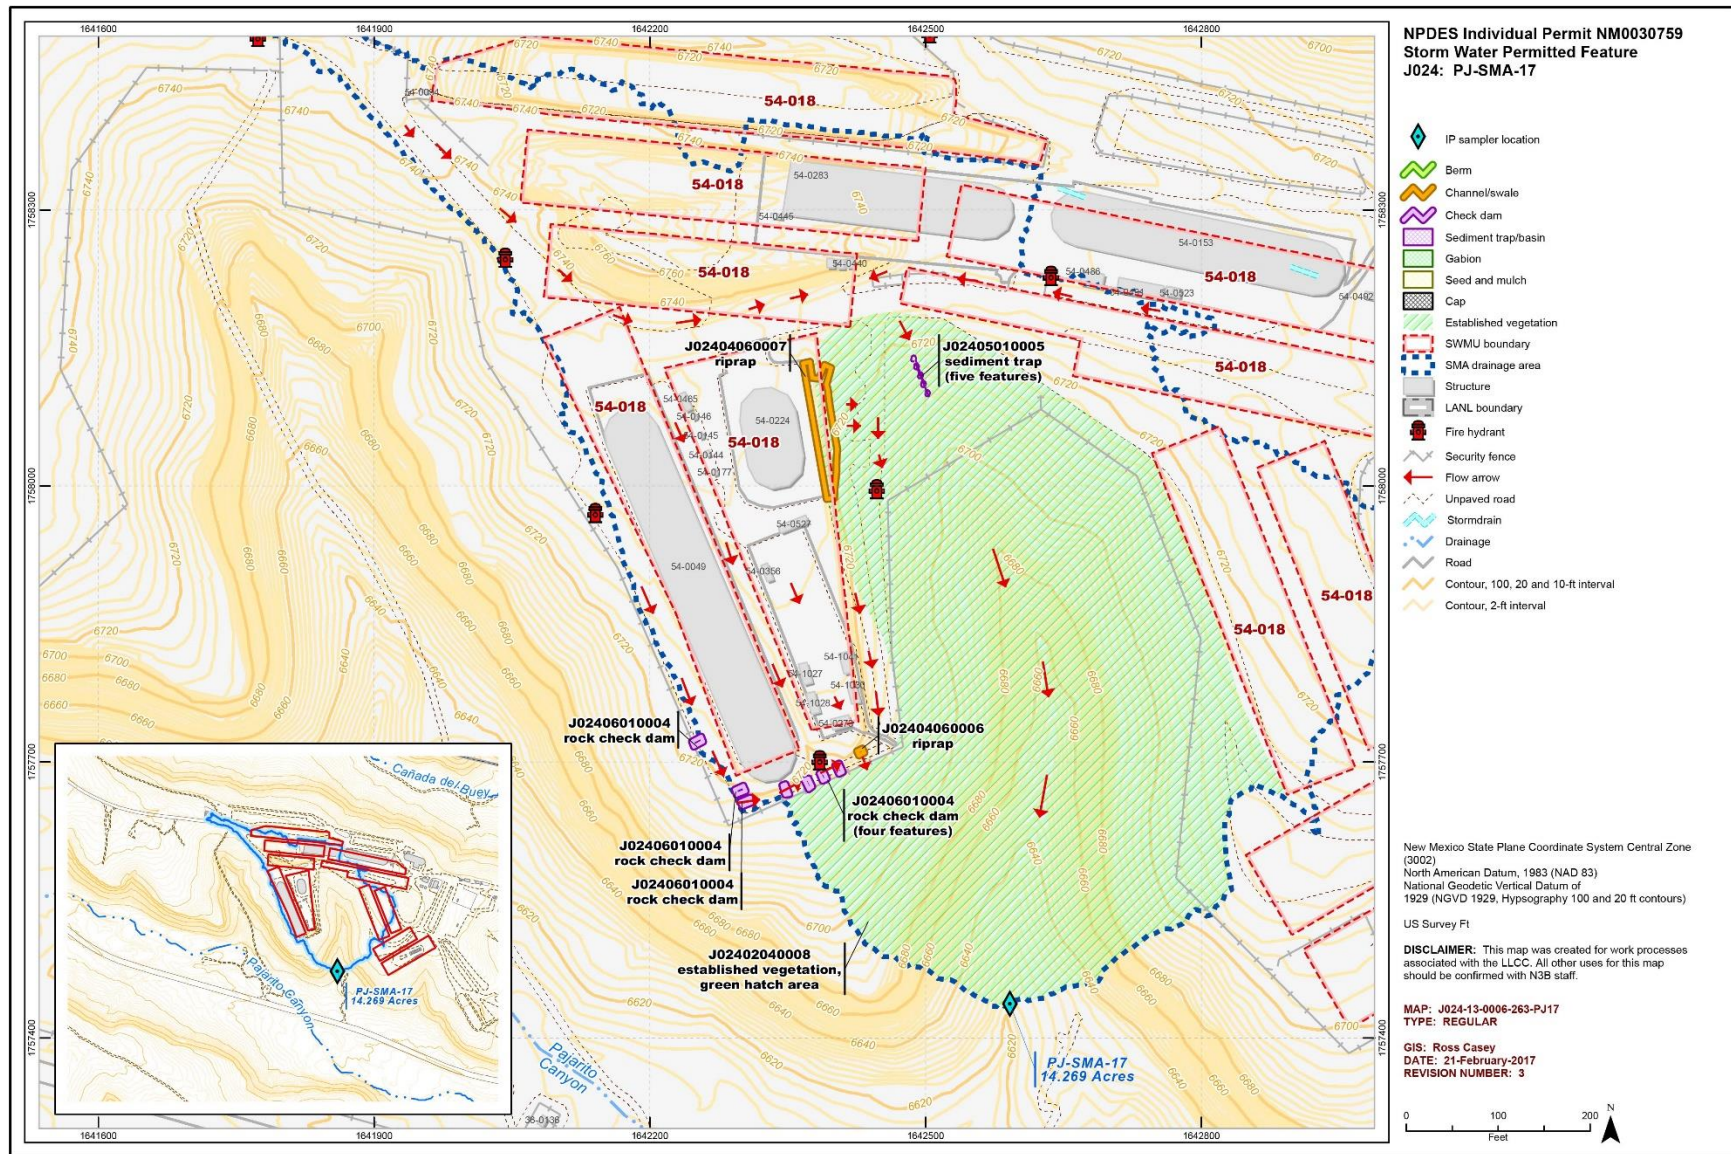 NPDES Individual Permit NM0030759
Storm Water Permitted Feature
J024: PJ-SMA-17
IP sampler location
Berm
Channel/swale
Check dam
Sediment trap/basin
Gabion
Seed and mulch
Cap
Established vegetation
SWMU boundary
SMA drainage area
Structure
LANL boundary
Fire hydrant
Security fence
Flow arrow
Unpaved road
Stormdrain
Drainage
Road
Contour, 100, 20 and 10-ft interval
Contour, 2-ft interval
New Mexico State Plane Coordinate System Central Zone
(3002)
North American Datum, 1983 (NAD 83)
National Geodetic Vertical Datum of
1929 (NGVD 1929, Hypsography 100 and 20 ft contours)
US Survey Ft
DISCLAIMER: This map was created for work processes
associated with the LLCC. All other uses for this map
should be confirmed with N3B staff.
MAP: J024-13-0006-263-PJ17
TYPE: REGULAR
GIS: Ross Casey
DATE: 21-February-2017
REVISION NUMBER: 3
0 100 200
Feet
N
1641600 1641900 1642200 1642500 1642800
1758300
1758000
1757700
1757400
1758300
1758000
1757700
1757400
1641600 1641900 1642200 1642500 1642800
54-018
54-018
54-018
54-018
54-018
54-018
54-018
54-018
54-018
54-0283
54-0445
54-0153
54-0440
54-0486
54-0523
54-0492
54-0485
54-0146
54-0145
54-0144
54-0177
54-0224
54-0527
54-0356
54-0049
54-1027
54-1028
54-1030
J02404060007
riprap
J02405010005
sediment trap
(five features)
J02406010004
rock check dam
J02404060006
riprap
J02406010004
rock check dam
(four features)
J02406010004
rock check dam
J02406010004
rock check dam
J02402040008
established vegetation,
green hatch area
PJ-SMA-17
14.269 Acres
Pajarito
Canyon
38-0136
Cañada del Buey
Pajarito Canyon
PJ-SMA-17
14.269 Acres